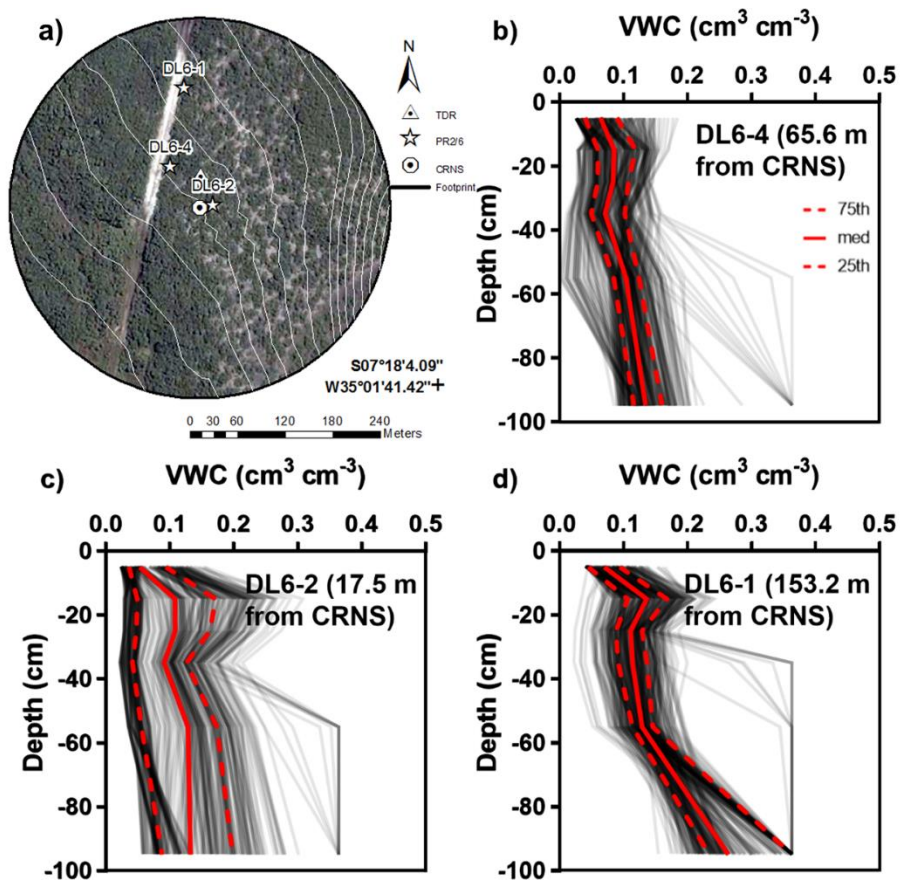 a)
DL6-1
DL6-4
DL6-2
N
TDR
PR2/6
CRNS
Footprint
S07°18'4.09"
W35°01'41.42"+
0 30 60 120 180 240
Meters
b)
VWC (cm³ cm⁻³)
0.0 0.1 0.2 0.3 0.4 0.5
Depth (cm)
0
-20
-40
-60
-80
-100
DL6-4 (65.6 m
from CRNS)
75th
med
25th
c)
VWC (cm³ cm⁻³)
0.0 0.1 0.2 0.3 0.4 0.5
Depth (cm)
0
-20
-40
-60
-80
-100
DL6-2 (17.5 m
from CRNS)
d)
VWC (cm³ cm⁻³)
0.0 0.1 0.2 0.3 0.4 0.5
Depth (cm)
0
-20
-40
-60
-80
-100
DL6-1 (153.2 m
from CRNS)